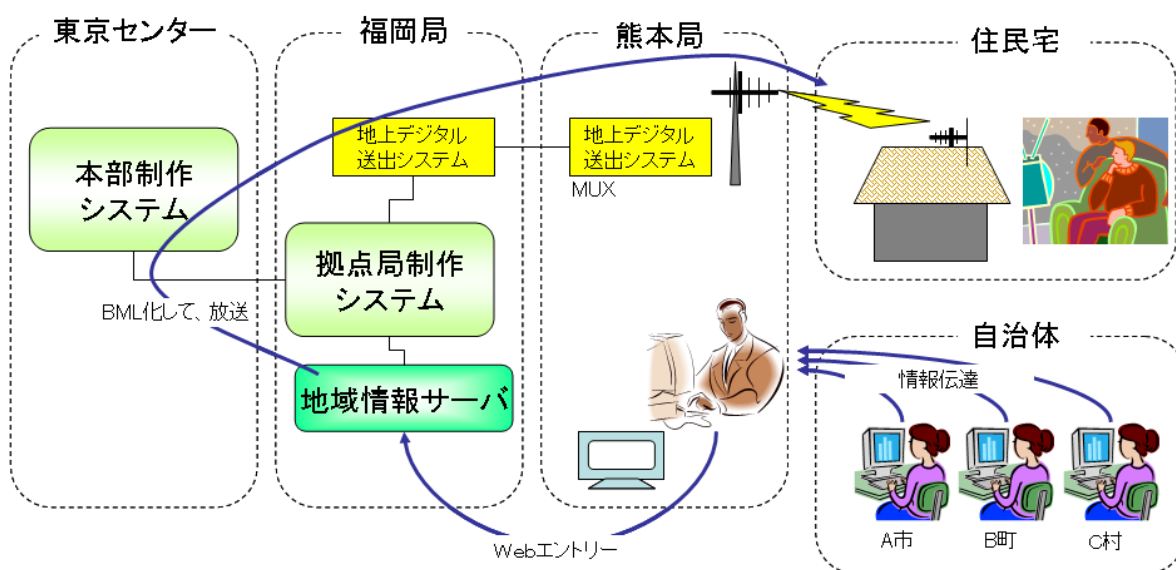 東京センター
福岡局
熊本局
住民宅
本部制作
システム
地上デジタル
送出システム
地上デジタル
送出システム
MUX
拠点局制作
システム
BML化して、放送
地域情報サーバ
自治体
情報伝達
A市
B町
C村
Webエントリー